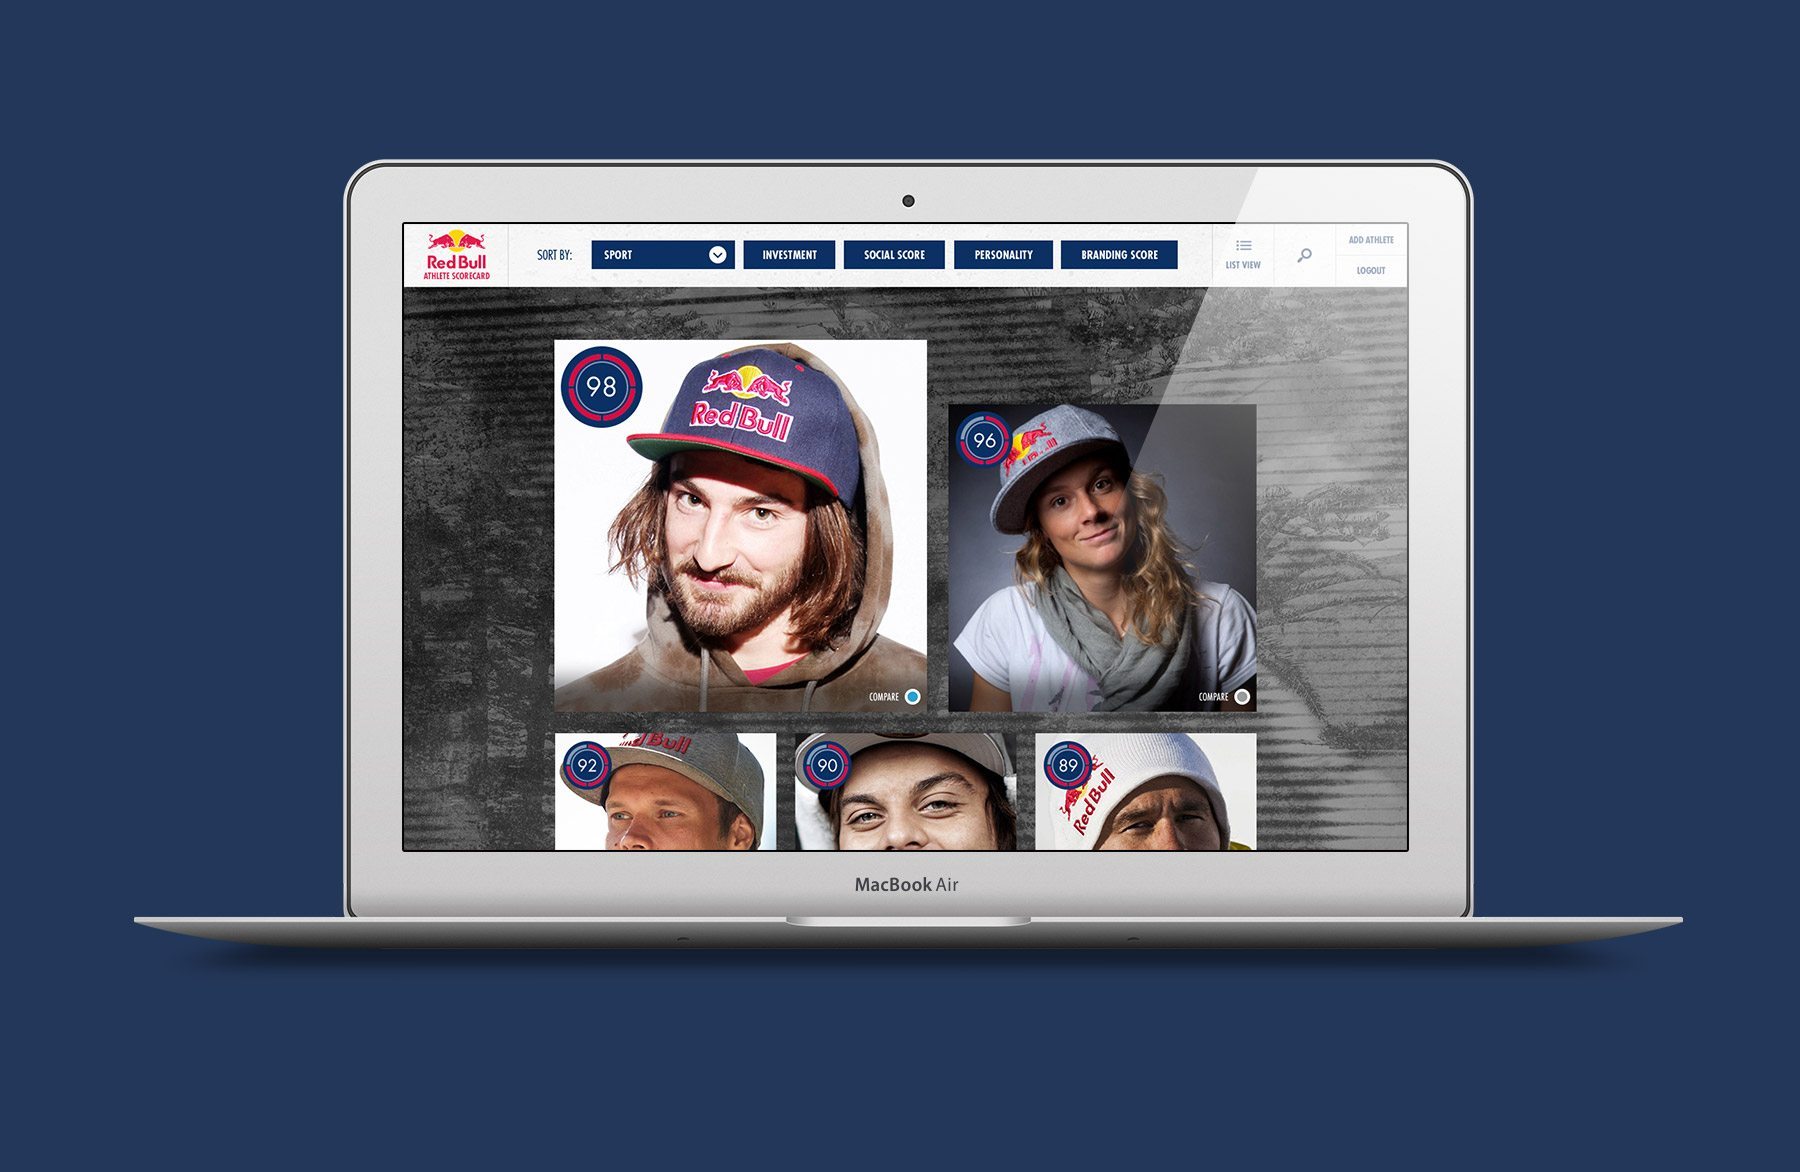 Red Bull
ATHLETE SCORECARD
SORT BY:
SPORT
INVESTMENT
SOCIAL SCORE
PERSONALITY
BRANDING SCORE
LIST VIEW
ADD ATHLETE
LOGOUT
98
Red Bull
COMPARE
96
COMPARE
92
Bull
90
89
Red Bull
MacBook Air